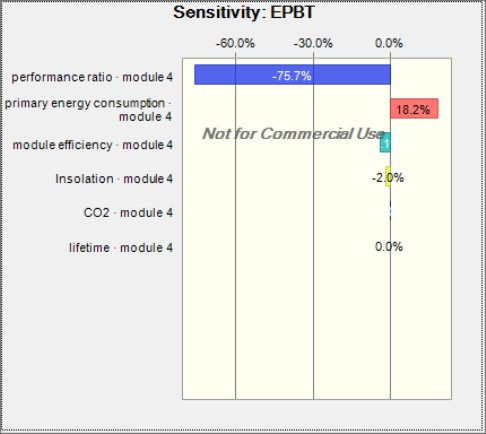 Sensitivity: EPBT
-60.0% -30.0% 0.0%
performance ratio · module 4
-75.7%
primary energy consumption ·
module 4
18.2%
Not for Commercial Use
module efficiency · module 4
Insolation · module 4
-2.0%
CO2 · module 4
lifetime · module 4
0.0%